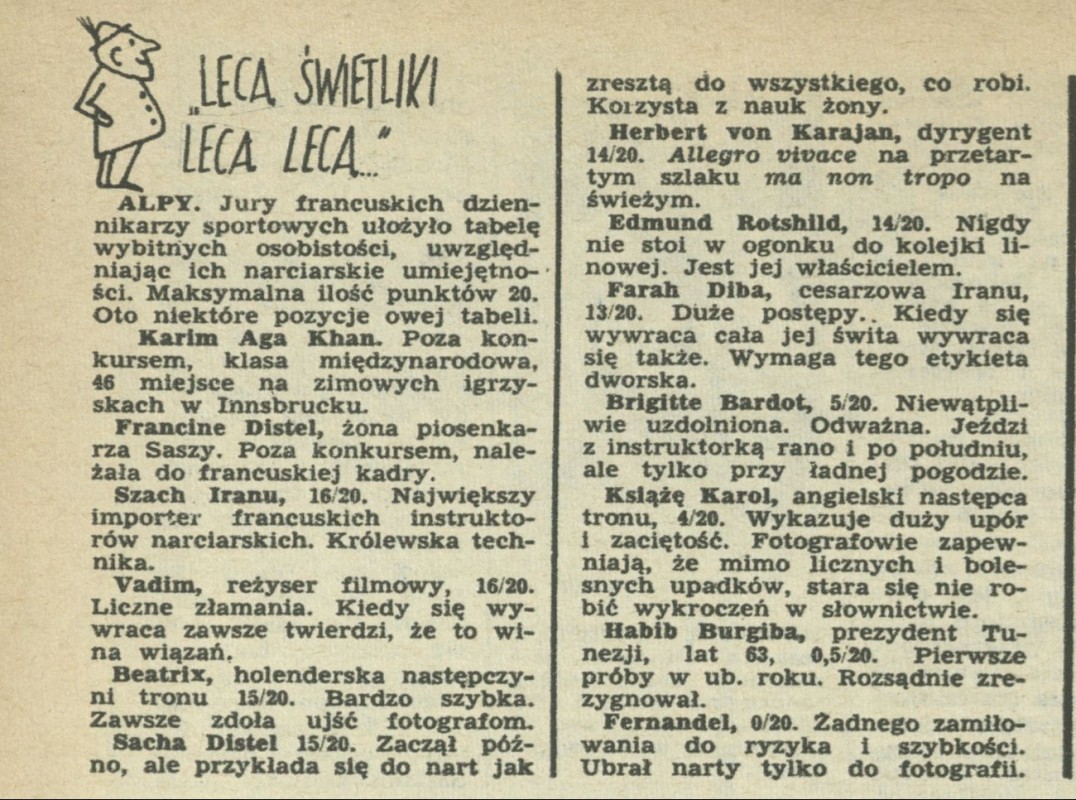 „LECĄ ŚWIETLIKI
LECĄ LECĄ...”
ALPY. Jury francuskich dzien-
nikarzy sportowych ułożyło tabelę
wybitnych osobistości, uwzględ-
niając ich narciarskie umiejętno-
ści. Maksymalna ilość punktów 20.
Oto niektóre pozycje owej tabeli.
Karim Aga Khan. Poza kon-
kursem, klasa międzynarodowa,
46 miejsce na zimowych igrzy-
skach w Innsbrucku.
Francine Distel, żona piosenka-
rza Saszy. Poza konkursem, nale-
żała do francuskiej kadry.
Szach Iranu, 16/20. Największy
importer francuskich instrukto-
rów narciarskich. Królewska tech-
nika.
Vadim, reżyser filmowy, 16/20.
Liczne złamania. Kiedy się wy-
wraca zawsze twierdzi, że to wi-
na wiązań.
Beatrix, holenderska następczy-
ni tronu 15/20. Bardzo szybka.
Zawsze zdoła ujść fotografom.
Sacha Distel 15/20. Zaczął póź-
no, ale przykłada się do nart jak
zresztą do wszystkiego, co robi.
Korzysta z nauk żony.
Herbert von Karajan, dyrygent
14/20. Allegro vivace na przetar-
tym szlaku ma non tropo na
świeżym.
Edmund Rotshild, 14/20. Nigdy
nie stoi w ogonku do kolejki li-
nowej. Jest jej właścicielem.
Farah Diba, cesarzowa Iranu,
13/20. Duże postępy.. Kiedy się
wywraca cała jej świta wywraca
się także. Wymaga tego etykieta
dworska.
Brigitte Bardot, 5/20. Niewątpli-
wie uzdolniona. Odważna. Jeździ
z instruktorką rano i po południu,
ale tylko przy ładnej pogodzie.
Książę Karol, angielski następca
tronu, 4/20. Wykazuje duży upór
i zaciętość. Fotografowie zapew-
niają, że mimo licznych i bole-
snych upadków, stara się nie ro-
bić wykroczeń w słownictwie.
Habib Burgiba, prezydent Tu-
nezji, lat 63, 0,5/20. Pierwsze
próby w ub. roku. Rozsądnie zre-
zygnował.
Fernandel, 0/20. Żadnego zamiło-
wania do ryzyka i szybkości.
Ubrał narty tylko do fotografii.